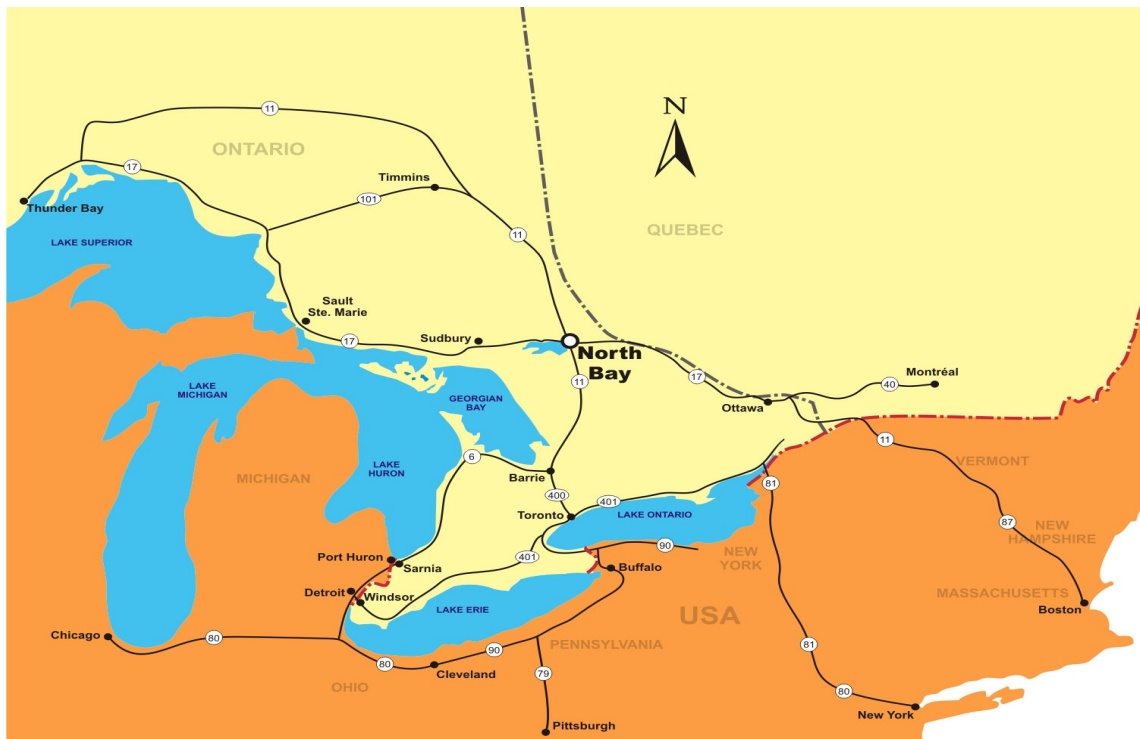 N
11
ONTARIO
17
Timmins
101
Thunder Bay
11
QUEBEC
LAKE SUPERIOR
Sault
Ste. Marie
17
Sudbury
North
Bay
LAKE
MICHIGAN
11
17
40
Montréal
GEORGIAN
BAY
Ottawa
11
6
LAKE
HURON
MICHIGAN
Barrie
VERMONT
81
400
401
Toronto
LAKE ONTARIO
87
NEW
HAMPSHIRE
90
NEW
YORK
Port Huron
Sarnia
401
Buffalo
Detroit
Windsor
LAKE ERIE
USA
MASSACHUSETTS
Boston
Chicago
80
90
PENNSYLVANIA
81
80
Cleveland
79
OHIO
80
New York
Pittsburgh